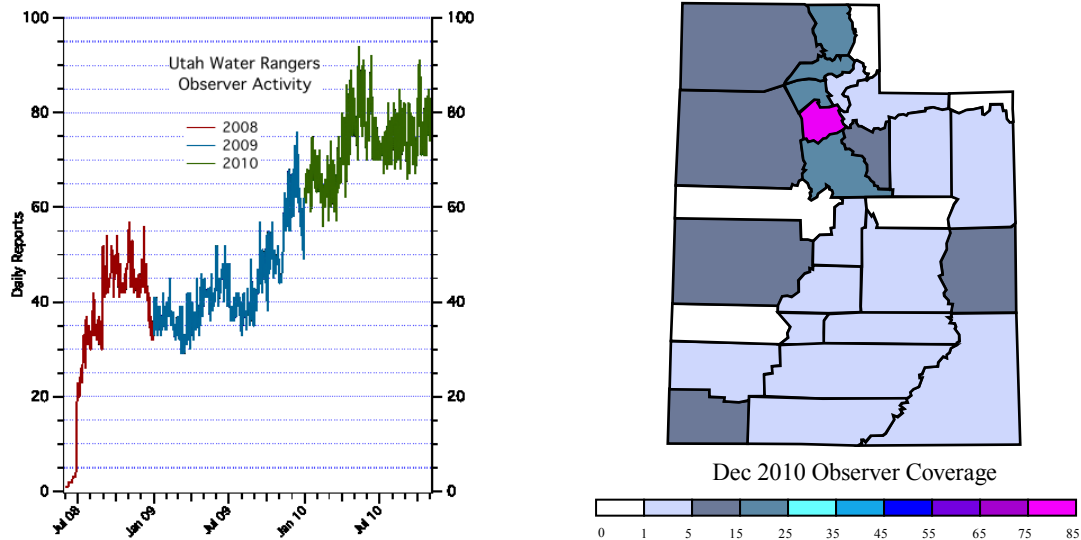 100
100
Utah Water Rangers
Observer Activity
80
80
2008
2009
2010
60
60
Daily Reports
40
40
20
20
0
0
Jul 08
Jan 09
Jul 09
Jan 10
Jul 10
Dec 2010 Observer Coverage
0 1 5 15 25 35 45 55 65 75 85